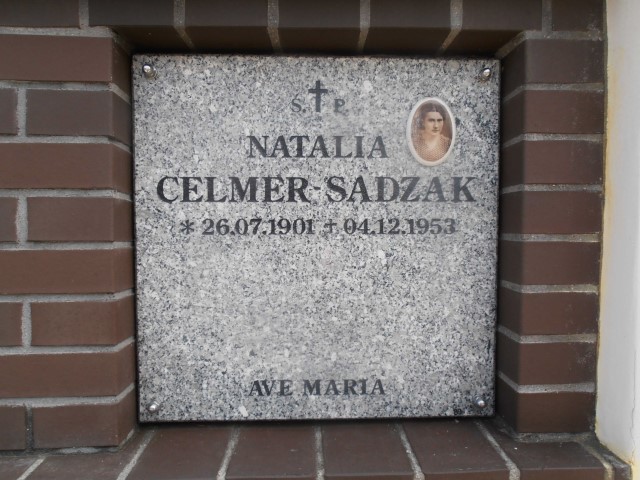 S. ✝ P.
NATALIA
CELMER-SADZAK
* 26.07.1901 ✝ 04.12.1953
AVE MARIA